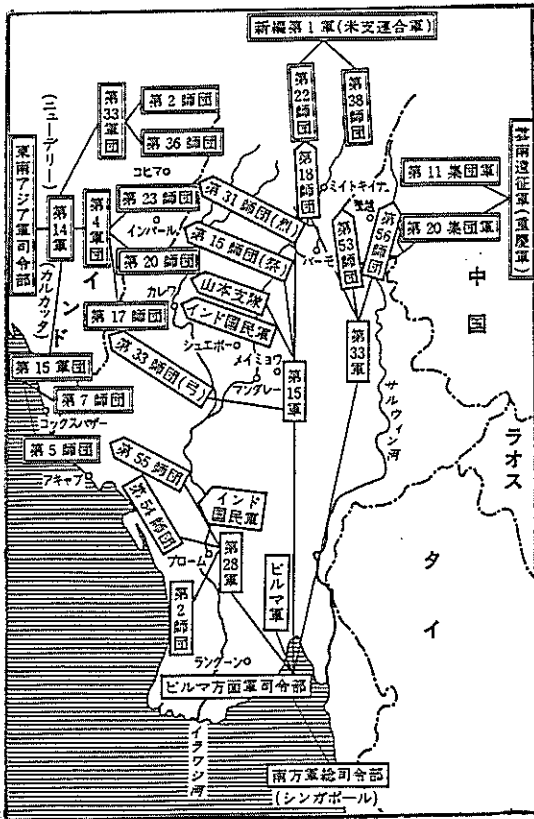 新編第1軍(米支連合軍)
第22師団
第38師団
第33軍団
第2師団
第36師団
(ニューデリー)
東南アジア軍司令部
第14軍
(カルカッタ)
第4軍団
コヒマ
第23師団
インパール
第20師団
第17師団
第31師団(烈)
第15師団(祭)
山本支隊
インド国民軍
第33師団(弓)
カレワ
シュエボー
メイミョウ
マンダレー
第15軍
第18師団
ミイトキイナ
騰越
バーモ
第53師団
第56師団
第33軍
第11集団軍
第20集団軍
雲南遠征軍(重慶軍)
インド
中国
ラオス
タイ
サルウィン河
第15軍団
第7師団
コックスバザー
第5師団
アキャブ
第55師団
第54師団
インド国民軍
プローム
第28軍
第2師団
ビルマ軍
ラングーン
ビルマ方面軍司令部
イラワジ河
南方軍総司令部
(シンガポール)